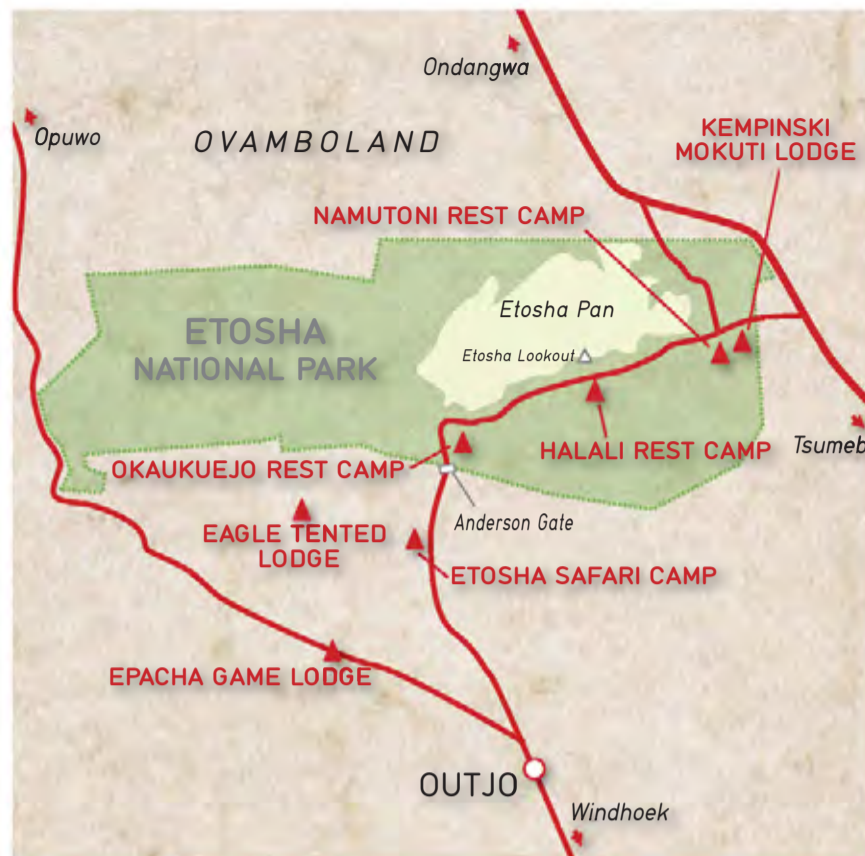 Ondangwa
KEMPINSKI
MOKUTI LODGE
Opuwo
OVAMBOLAND
NAMUTONI REST CAMP
Etosha Pan
ETOSHA
NATIONAL PARK
Etosha Lookout
HALALI REST CAMP
Tsumeb
OKAUKUEJO REST CAMP
Anderson Gate
EAGLE TENTED
LODGE
ETOSHA SAFARI CAMP
EPACHA GAME LODGE
OUTJO
Windhoek